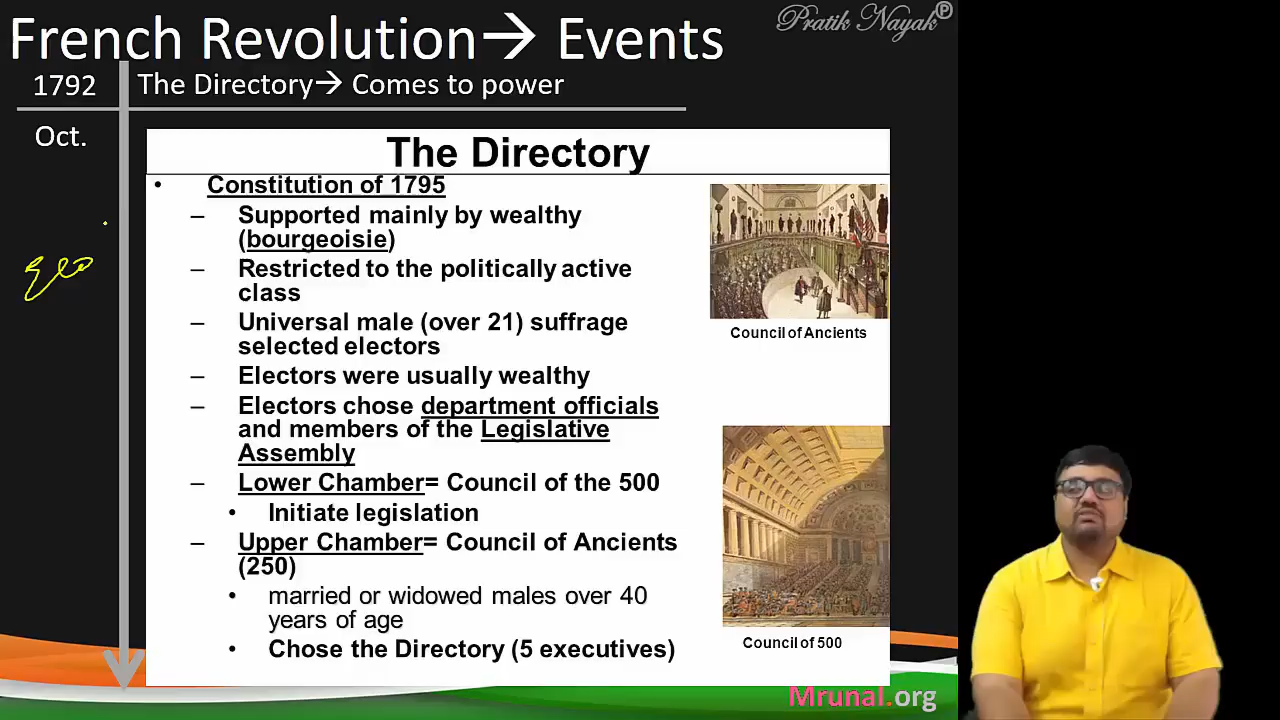 Pratik Nayak℗
French Revolution→ Events
1792
The Directory→ Comes to power
Oct.
The Directory
• Constitution of 1795
– Supported mainly by wealthy
(bourgeoisie)
– Restricted to the politically active
class
– Universal male (over 21) suffrage
selected electors
– Electors were usually wealthy
– Electors chose department officials
and members of the Legislative
Assembly
– Lower Chamber= Council of the 500
• Initiate legislation
– Upper Chamber= Council of Ancients
(250)
• married or widowed males over 40
years of age
• Chose the Directory (5 executives)
Council of Ancients
Council of 500
Mrunal.org